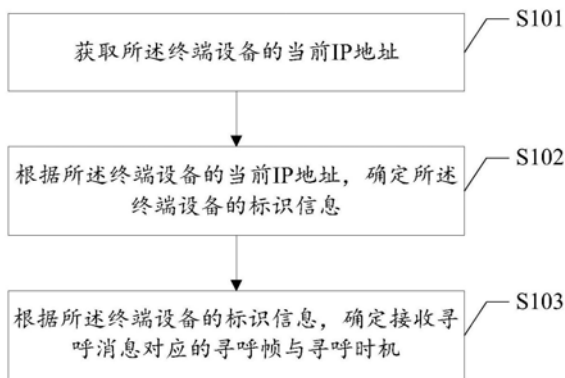 S101
获取所述终端设备的当前IP地址
S102
根据所述终端设备的当前IP地址，确定所述
终端设备的标识信息
S103
根据所述终端设备的标识信息，确定接收寻
呼消息对应的寻呼帧与寻呼时机